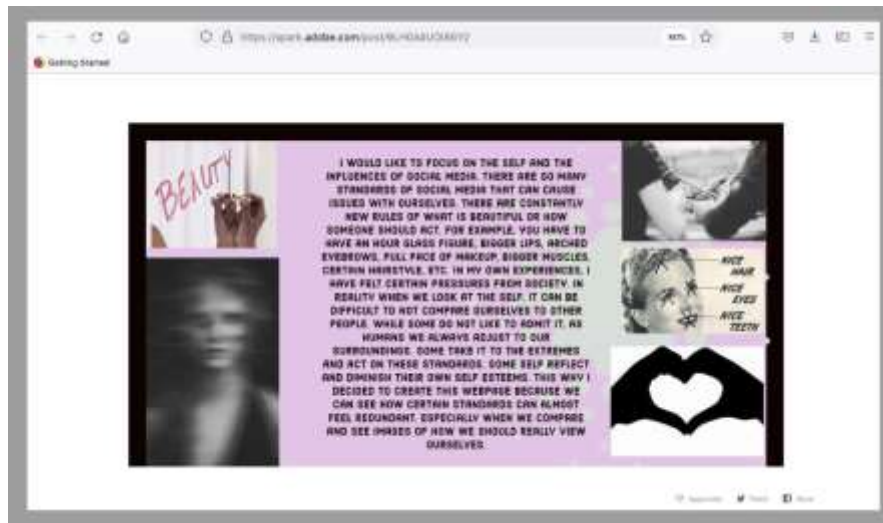 https://spark.adobe.com/post/
Getting Started
BEAUTY
I WOULD LIKE TO FOCUS ON THE SELF AND THE
INFLUENCES OF SOCIAL MEDIA. THERE ARE SO MANY
STANDARDS OF SOCIAL MEDIA THAT CAN CAUSE
ISSUES WITH OURSELVES. THERE ARE CONSTANTLY
NEW RULES OF WHAT IS BEAUTIFUL OR HOW
SOMEONE SHOULD ACT. FOR EXAMPLE, YOU HAVE TO
HAVE AN HOUR GLASS FIGURE, BIGGER LIPS, ARCHED
EYEBROWS, FULL FACE OF MAKEUP, BIGGER MUSCLES,
CERTAIN HAIRSTYLE, ETC. IN MY OWN EXPERIENCES, I
HAVE FELT CERTAIN PRESSURES FROM SOCIETY. IN
REALITY WHEN WE LOOK AT THE SELF, IT CAN BE
DIFFICULT TO NOT COMPARE OURSELVES TO OTHER
PEOPLE. WHILE SOME DO NOT LIKE TO ADMIT IT, AS
HUMANS WE ALWAYS ADJUST TO OUR
SURROUNDINGS. SOME TAKE IT TO THE EXTREMES
AND ACT ON THESE STANDARDS. SOME SELF REFLECT
AND DIMINISH THEIR OWN SELF ESTEEMS. THIS WHY I
DECIDED TO CREATE THIS WEBPAGE BECAUSE WE
CAN SEE HOW CERTAIN STANDARDS CAN ALMOST
FEEL REDUNDANT. ESPECIALLY WHEN WE COMPARE
AND SEE IMAGES OF HOW WE SHOULD REALLY VIEW
OURSELVES.
NICE
HAIR
NICE
EYES
NICE
TEETH